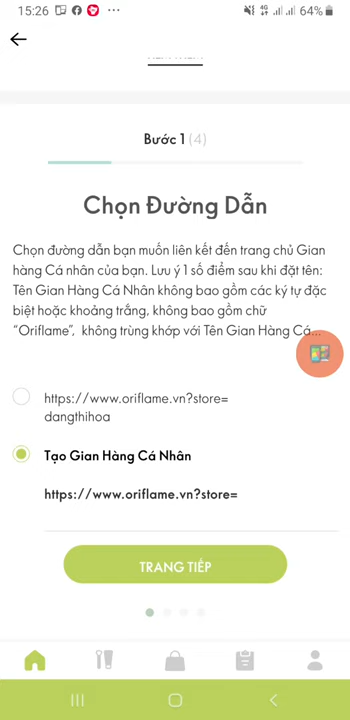 15:26
64%
Bước 1 (4)
Chọn Đường Dẫn
Chọn đường dẫn bạn muốn liên kết đến trang chủ Gian
hàng Cá nhân của bạn. Lưu ý 1 số điểm sau khi đặt tên:
Tên Gian Hàng Cá Nhân không bao gồm các ký tự đặc
biệt hoặc khoảng trắng, không bao gồm chữ
“Oriflame”, không trùng khớp với Tên Gian Hàng Cá...
https://www.oriflame.vn?store=
dangthihoa
Tạo Gian Hàng Cá Nhân
https://www.oriflame.vn?store=
TRANG TIẾP